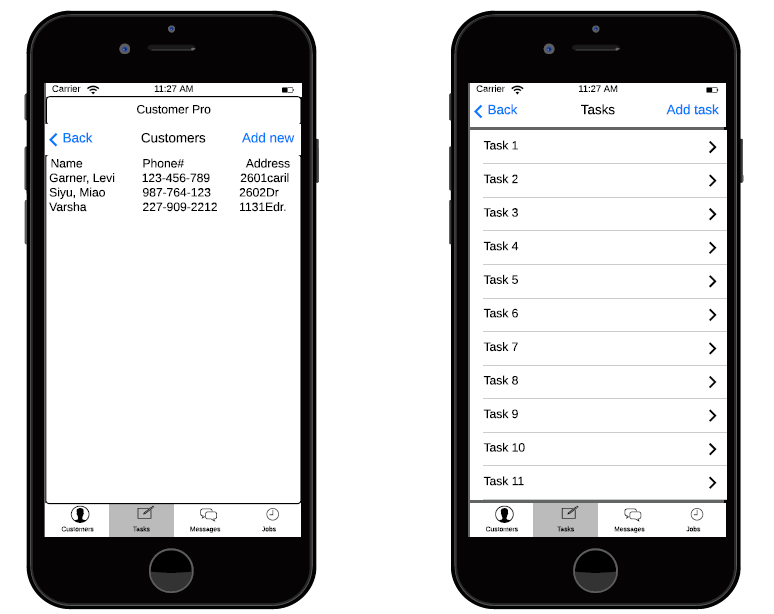 Carrier 11:27 AM
Customer Pro
Back Customers Add new
Name Phone# Address
Garner, Levi 123-456-789 2601caril
Siyu, Miao 987-764-123 2602Dr
Varsha 227-909-2212 1131Edr.
Customers Tasks Messages Jobs
Carrier 11:27 AM
Back Tasks Add task
Task 1
Task 2
Task 3
Task 4
Task 5
Task 6
Task 7
Task 8
Task 9
Task 10
Task 11
Customers Tasks Messages Jobs